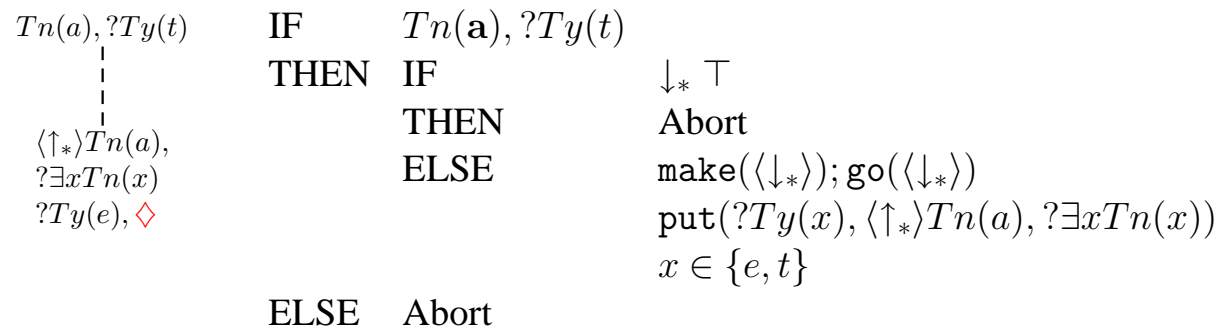 Tn(a), ?Ty(t)
⟨↑∗⟩Tn(a),
?∃xTn(x)
?Ty(e), ♢
IF Tn(a), ?Ty(t)
THEN IF ↓∗ ⊤
THEN Abort
ELSE make(⟨↓∗⟩); go(⟨↓∗⟩)
put(?Ty(x), ⟨↑∗⟩Tn(a), ?∃xTn(x))
x ∈ {e, t}
ELSE Abort